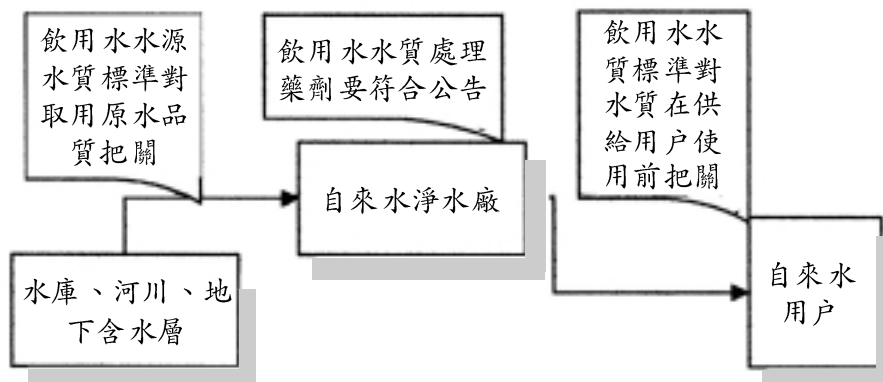 飲用水水源
水質標準對
取用原水品
質把關
飲用水水質處理
藥劑要符合公告
飲用水水
質標準對
水質在供
給用户使
用前把關
自來水淨水廠
水庫、河川、地
下含水層
自來水
用户